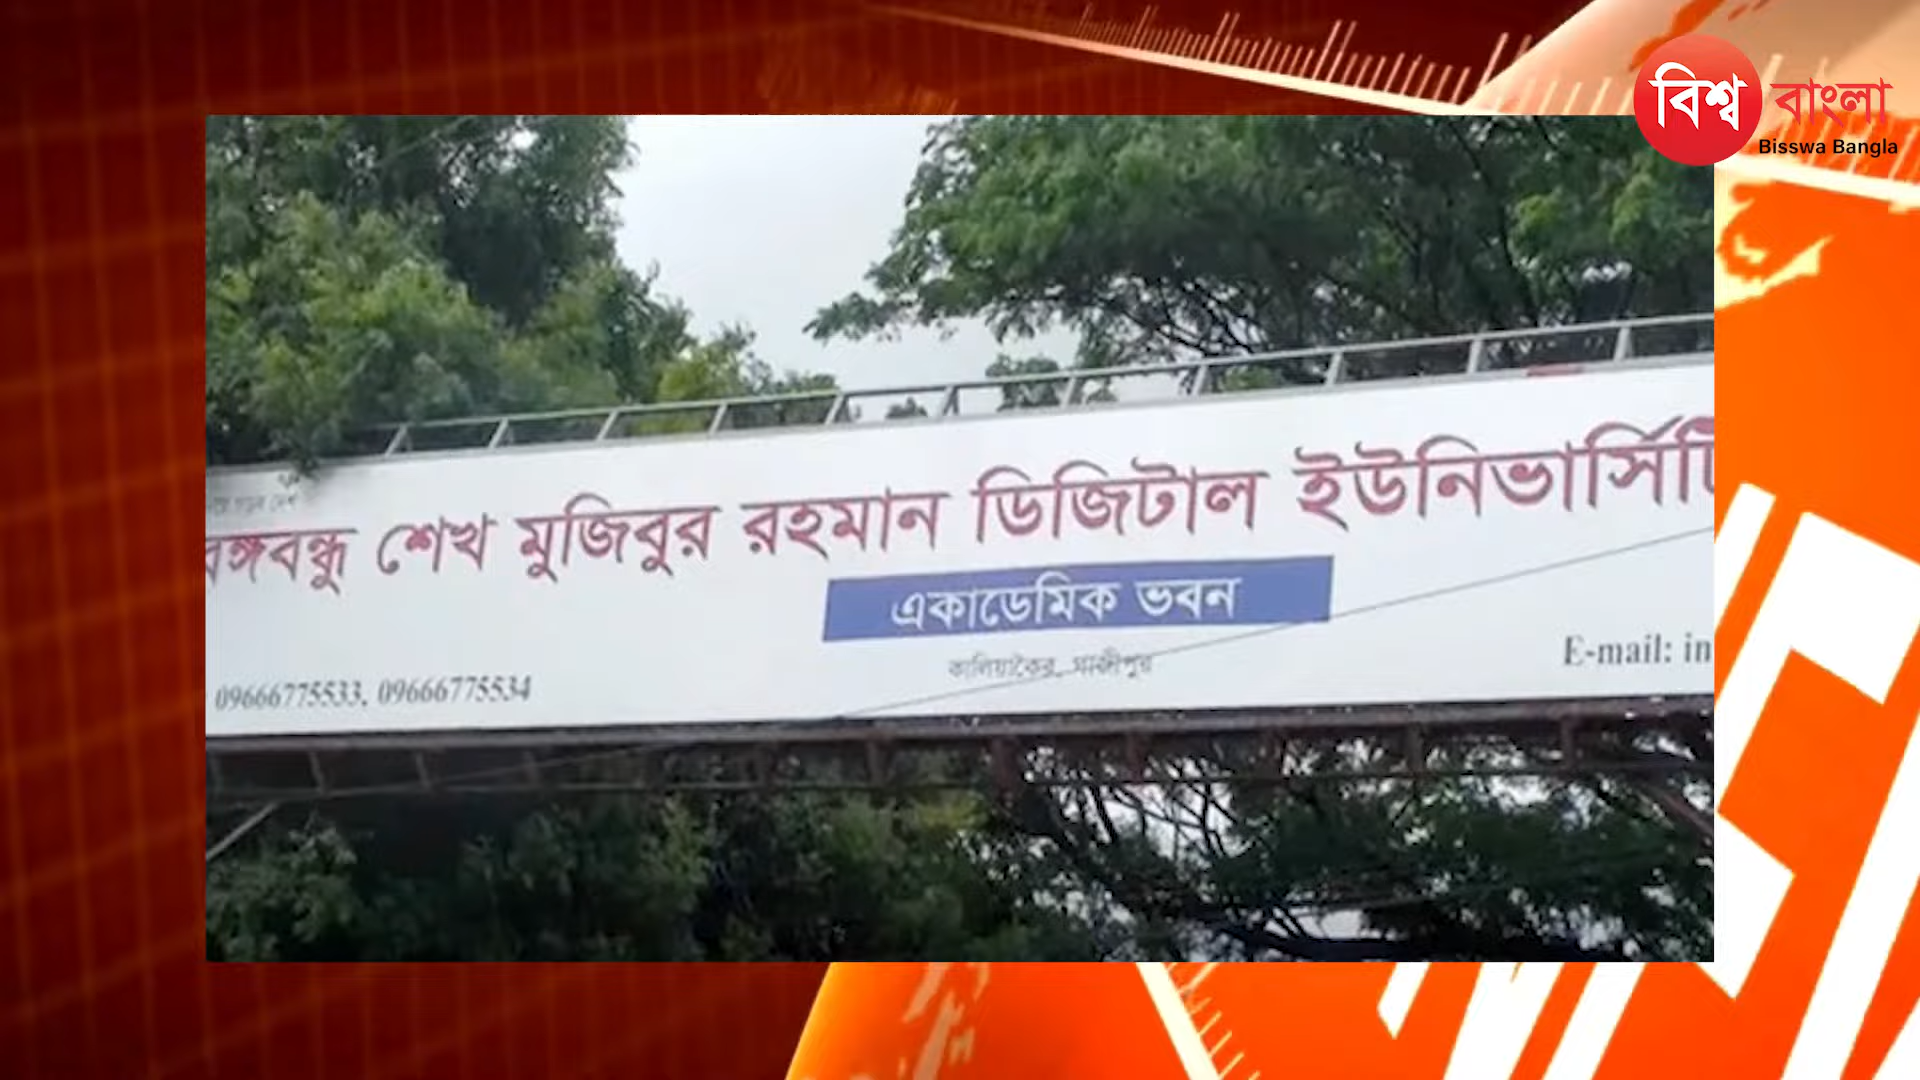 বিশ্ব বাংলা
Bisswa Bangla
বঙ্গবন্ধু শেখ মুজিবুর রহমান ডিজিটাল ইউনিভার্সিটি
একাডেমিক ভবন
কালিয়াকৈর, গাজীপুর
E-mail: in
09666775533, 09666775534